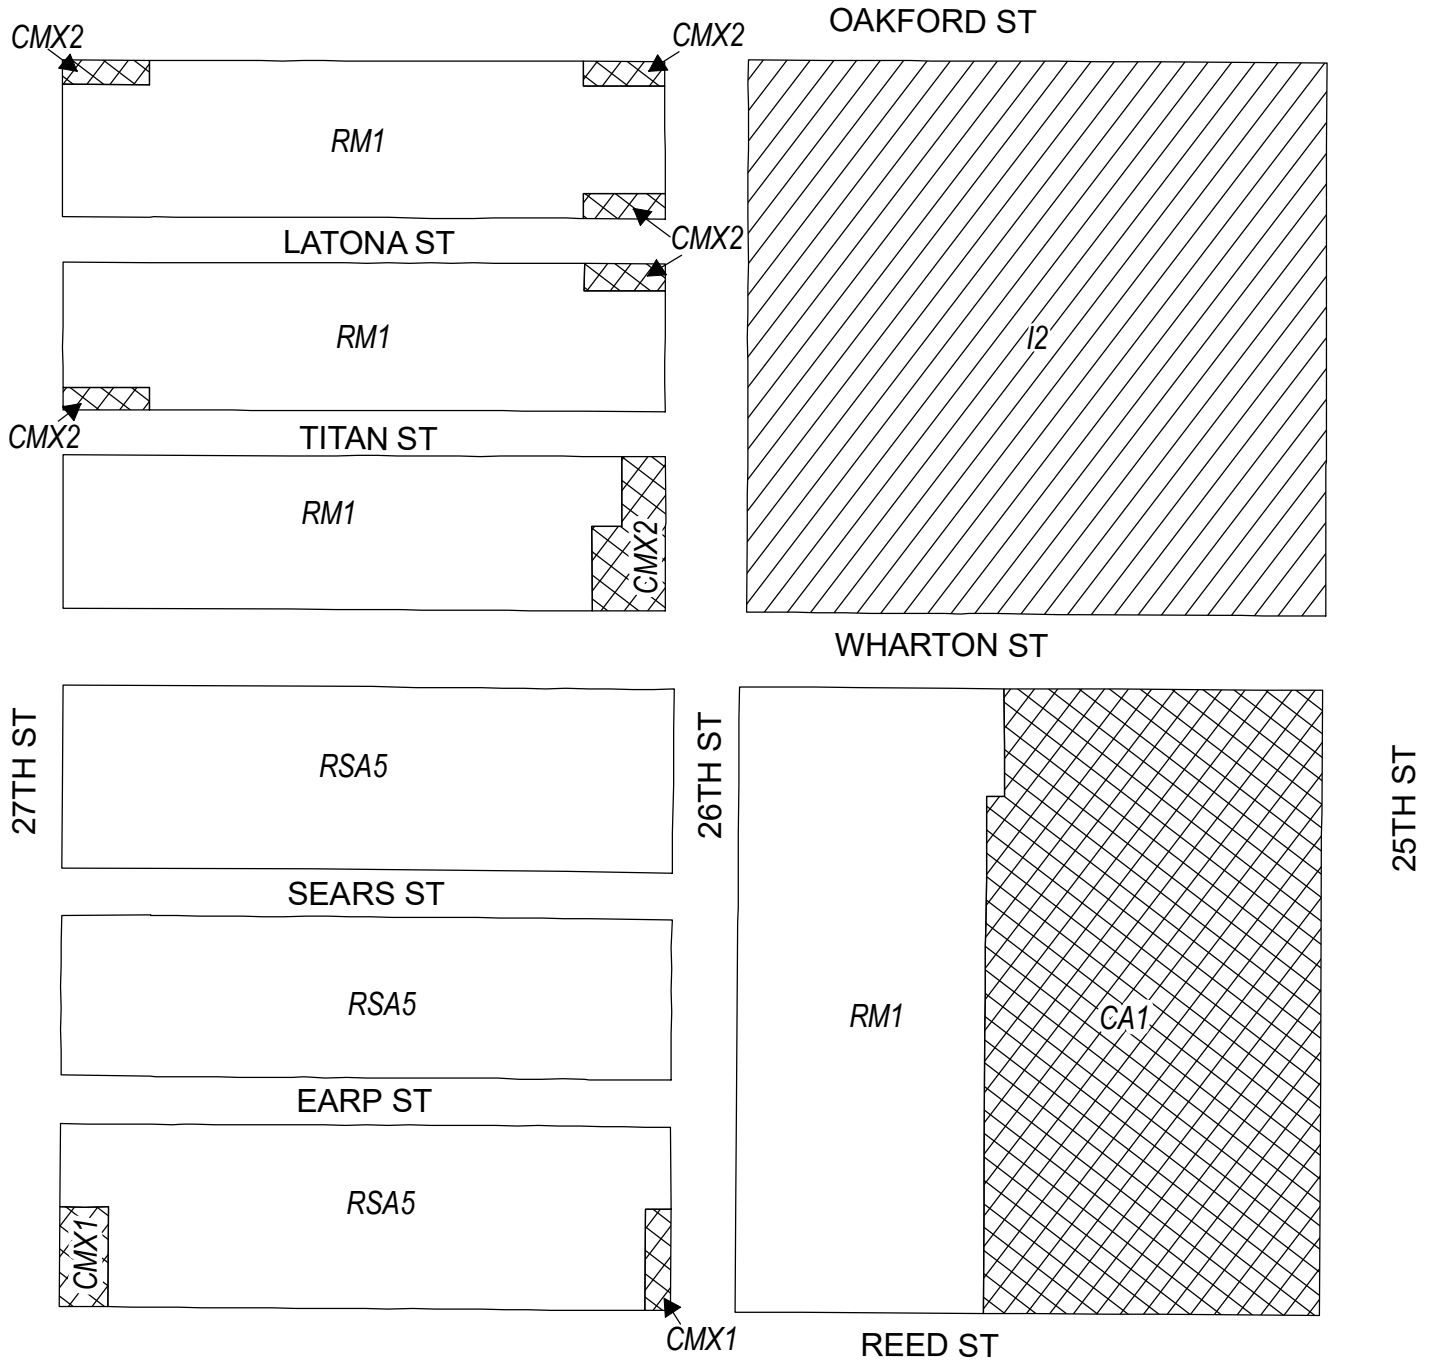 OAKFORD ST
CMX2
CMX2
RM1
CMX2
LATONA ST
RM1
I2
CMX2
TITAN ST
RM1
CMX2
WHARTON ST
27TH ST
RSA5
26TH ST
25TH ST
SEARS ST
RSA5
RM1
CA1
EARP ST
RSA5
CMX1
CMX1
REED ST